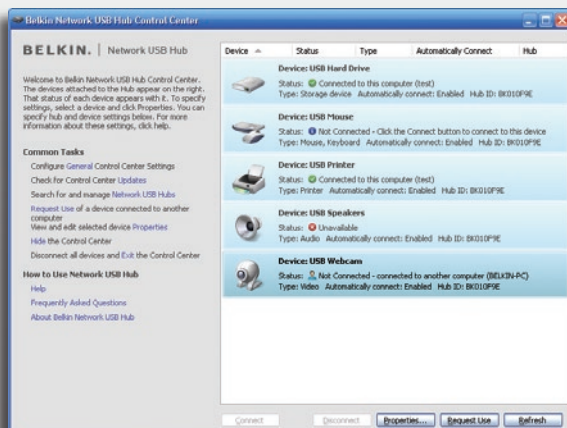 Belkin Network USB Hub Control Center
BELKIN. | Network USB Hub
Welcome to Belkin Network USB Hub Control Center.
The devices attached to the Hub appear on the right.
That status of each device appears with it. To specify
settings, select a device and click Properties. You can
specify hub and device settings below. For more
information about these settings, click help.
Common Tasks
Configure General Control Center Settings
Check for Control Center Updates
Search for and manage Network USB Hubs
Request Use of a device connected to another
computer
View and edit selected device Properties
Hide the Control Center
Disconnect all devices and Exit the Control Center
How to Use Network USB Hub
Help
Frequently Asked Questions
About Belkin Network USB Hub
Device Status Type Automatically Connect Hub
Device: USB Hard Drive
Status: Connected to this computer (test)
Type: Storage device Automatically connect: Enabled Hub ID: BK010F9E
Device: USB Mouse
Status: Not Connected - Click the Connect button to connect to this device
Type: Mouse, Keyboard Automatically connect: Enabled Hub ID: BK010F9E
Device: USB Printer
Status: Connected to this computer (test)
Type: Printer Automatically connect: Enabled Hub ID: BK010F9E
Device: USB Speakers
Status: Unavailable
Type: Audio Automatically connect: Enabled Hub ID: BK010F9E
Device: USB Webcam
Status: Not Connected - connected to another computer (BELKIN-PC)
Type: Video Automatically connect: Enabled Hub ID: BK010F9E
Connect Disconnect Properties... Request Use Refresh